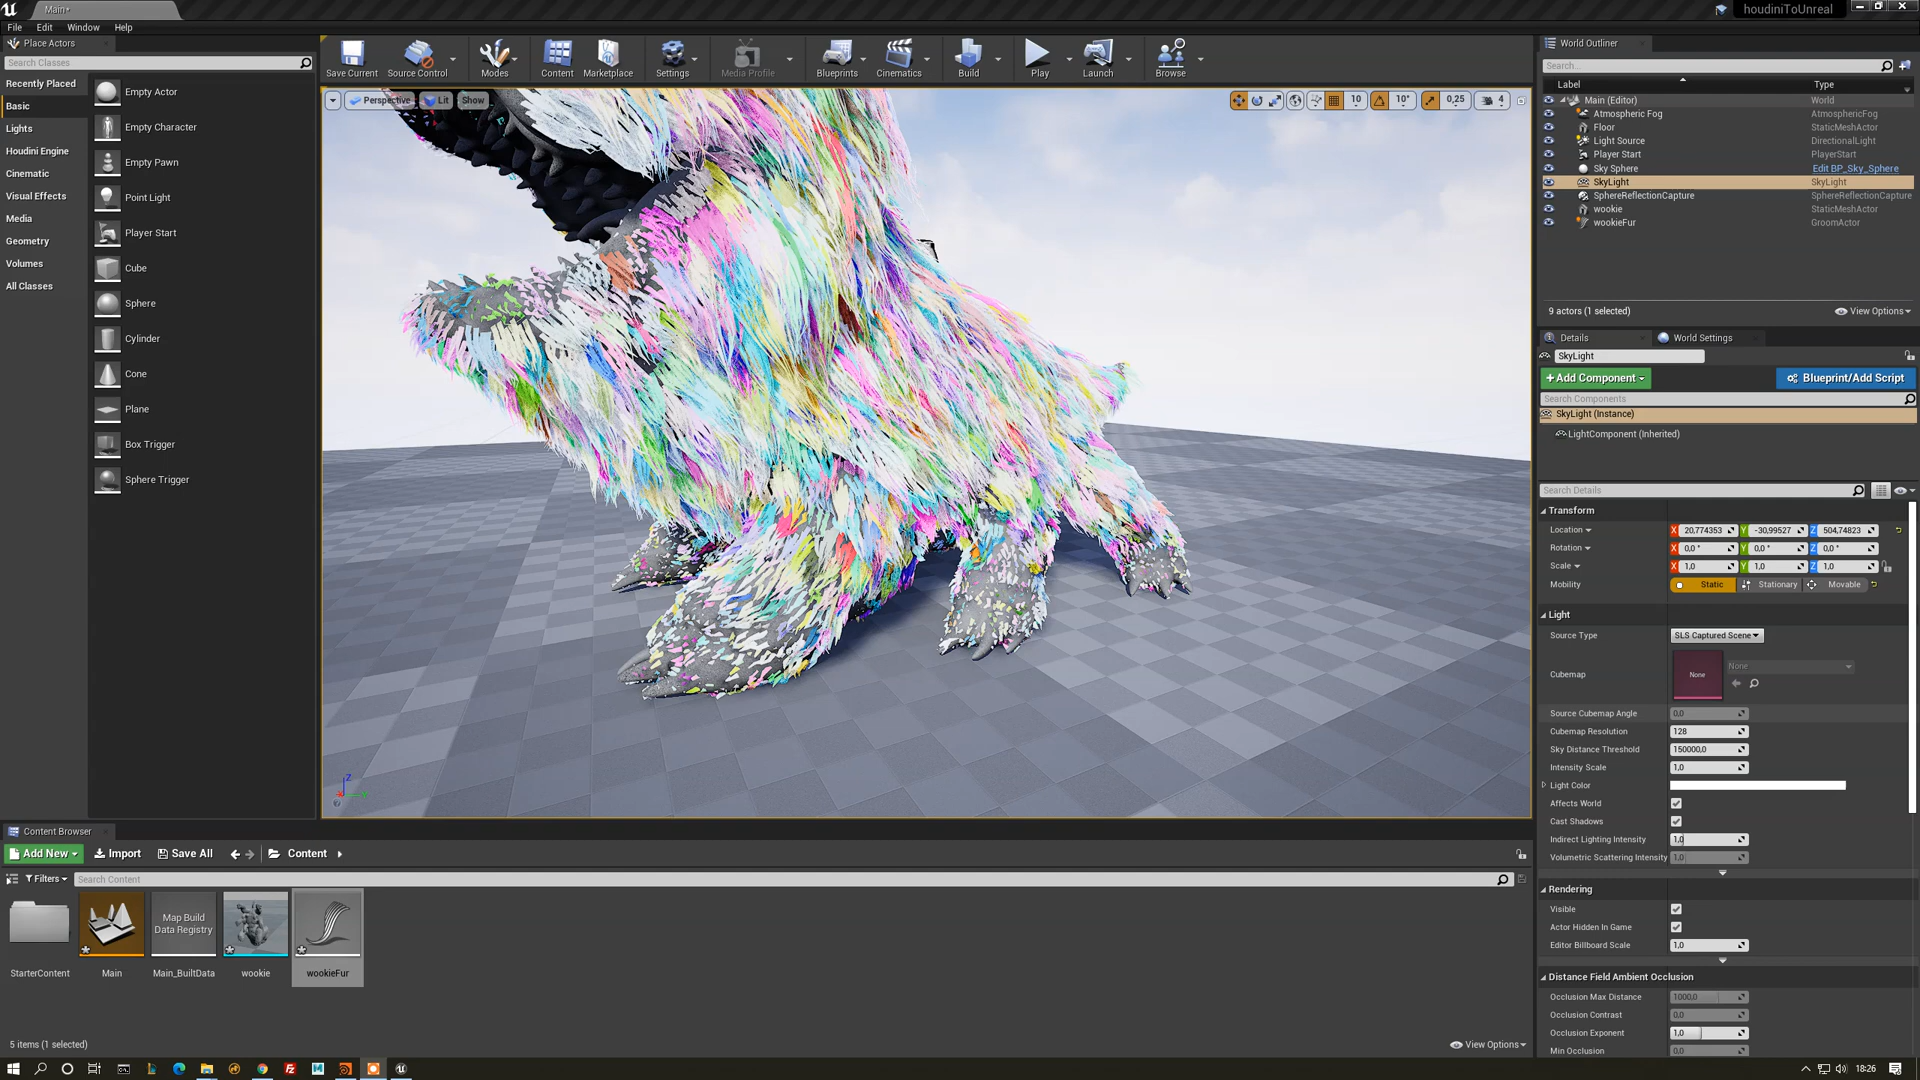 Main*
houdiniToUnreal
File Edit Window Help
Place Actors
Search Classes
Recently Placed
Basic
Lights
Houdini Engine
Cinematic
Visual Effects
Media
Geometry
Volumes
All Classes
Empty Actor
Empty Character
Empty Pawn
Point Light
Player Start
Cube
Sphere
Cylinder
Cone
Plane
Box Trigger
Sphere Trigger
Save Current
Source Control
Modes
Content
Marketplace
Settings
Media Profile
Blueprints
Cinematics
Build
Play
Launch
Browse
Perspective Lit Show
10 10° 0,25 4
Z
World Outliner
Search...
Label Type
Main (Editor) World
Atmospheric Fog AtmosphericFog
Floor StaticMeshActor
Light Source DirectionalLight
Player Start PlayerStart
Sky Sphere Edit BP_Sky_Sphere
SkyLight SkyLight
SphereReflectionCapture SphereReflectionCapture
wookie StaticMeshActor
wookieFur GroomActor
9 actors (1 selected) View Options
Details World Settings
SkyLight
+Add Component Blueprint/Add Script
Search Components
SkyLight (Instance)
LightComponent (Inherited)
Search Details
Transform
Location X 20,774353 Y -30,99527 Z 504,74823
Rotation X 0,0 ° Y 0,0 ° Z 0,0 °
Scale X 1,0 Y 1,0 Z 1,0
Mobility Static Stationary Movable
Light
Source Type SLS Captured Scene
Cubemap None None
Source Cubemap Angle 0,0
Cubemap Resolution 128
Sky Distance Threshold 150000,0
Intensity Scale 1,0
Light Color
Affects World
Cast Shadows
Indirect Lighting Intensity 1,0
Volumetric Scattering Intensity 1,0
Rendering
Visible
Actor Hidden In Game
Editor Billboard Scale 1,0
Distance Field Ambient Occlusion
Occlusion Max Distance 1000,0
Occlusion Contrast 0,0
Occlusion Exponent 1,0
Min Occlusion 0,0
Content Browser
Add New Import Save All Content
Filters Search Content
Map Build
Data Registry
StarterContent
Main
Main_BuiltData
wookie
wookieFur
5 items (1 selected) View Options
18:26